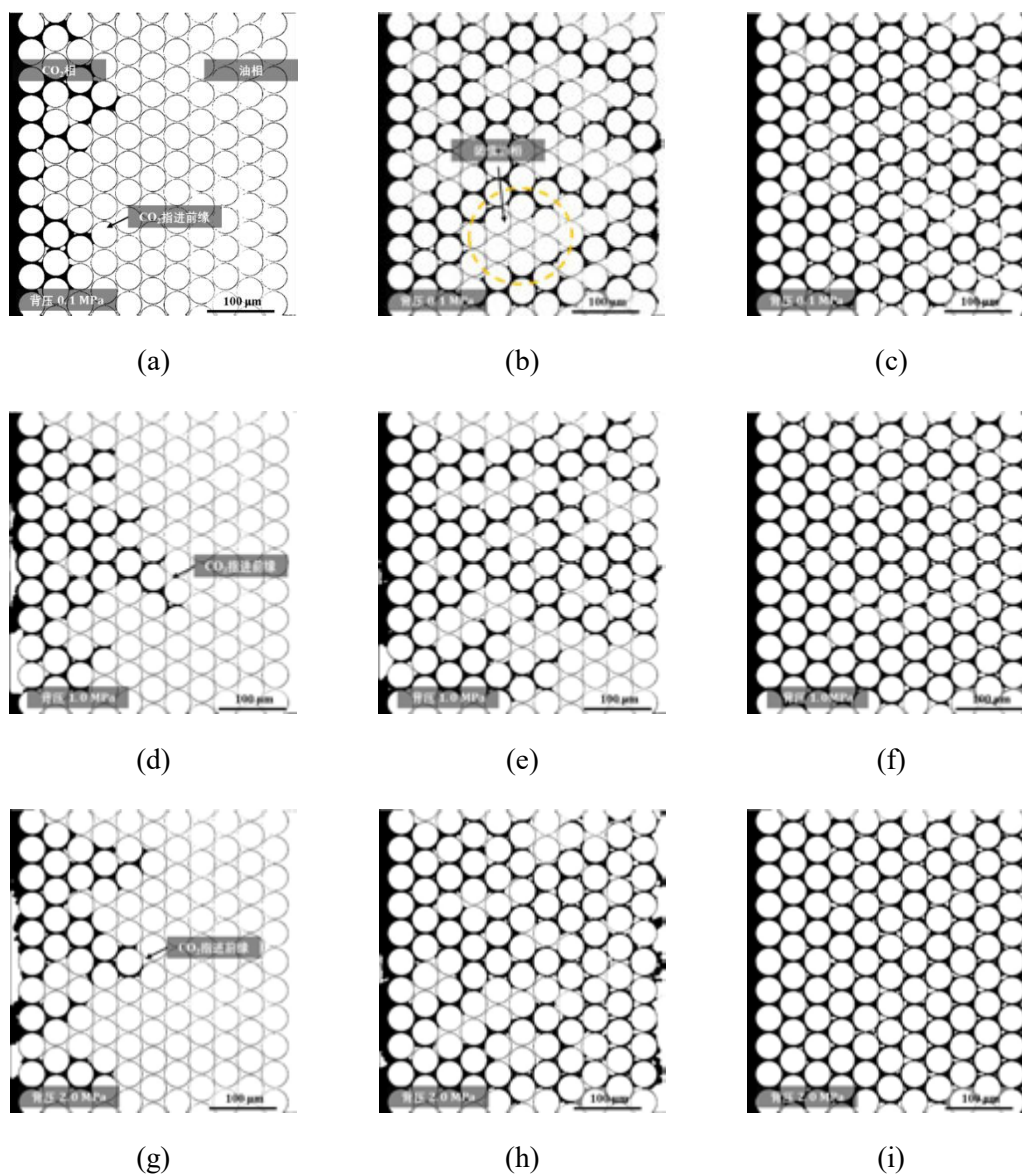 CO₂相
油相
CO₂指进前缘
背压 0.1 MPa
100 μm
(a)
背压 0.1 MPa
100 μm
(b)
背压 0.1 MPa
100 μm
(c)
CO₂指进前缘
背压 1.0 MPa
100 μm
(d)
背压 1.0 MPa
100 μm
(e)
背压 1.0 MPa
100 μm
(f)
CO₂指进前缘
背压 2.0 MPa
100 μm
(g)
背压 2.0 MPa
100 μm
(h)
背压 2.0 MPa
100 μm
(i)